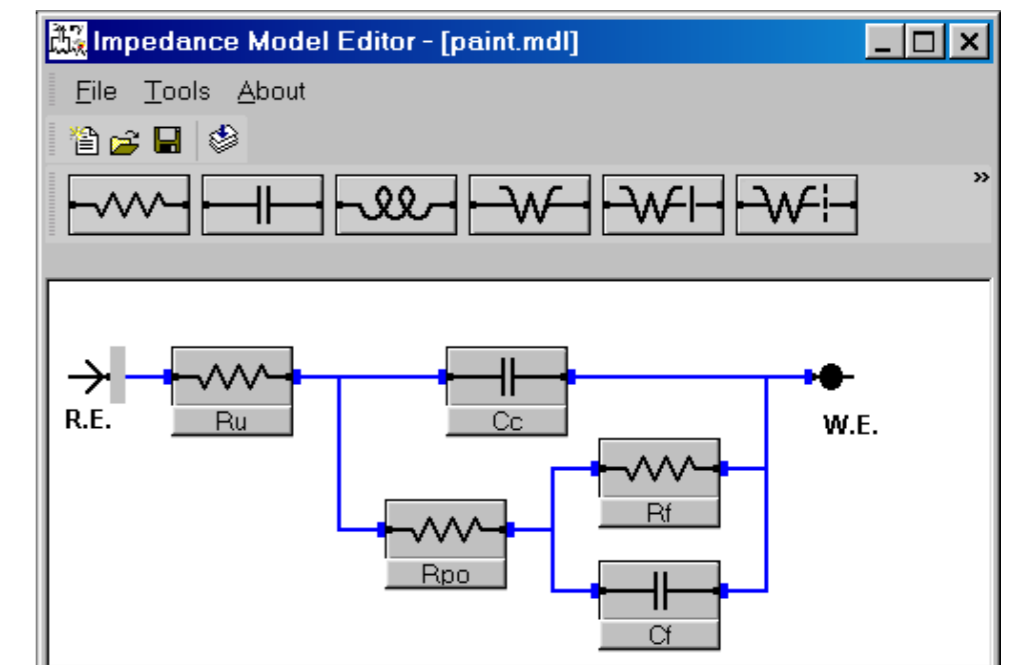 Impedance Model Editor - [paint.mdl]
File Tools About
»
R.E.
Ru
Cc
W.E.
Rf
Rpo
Cf